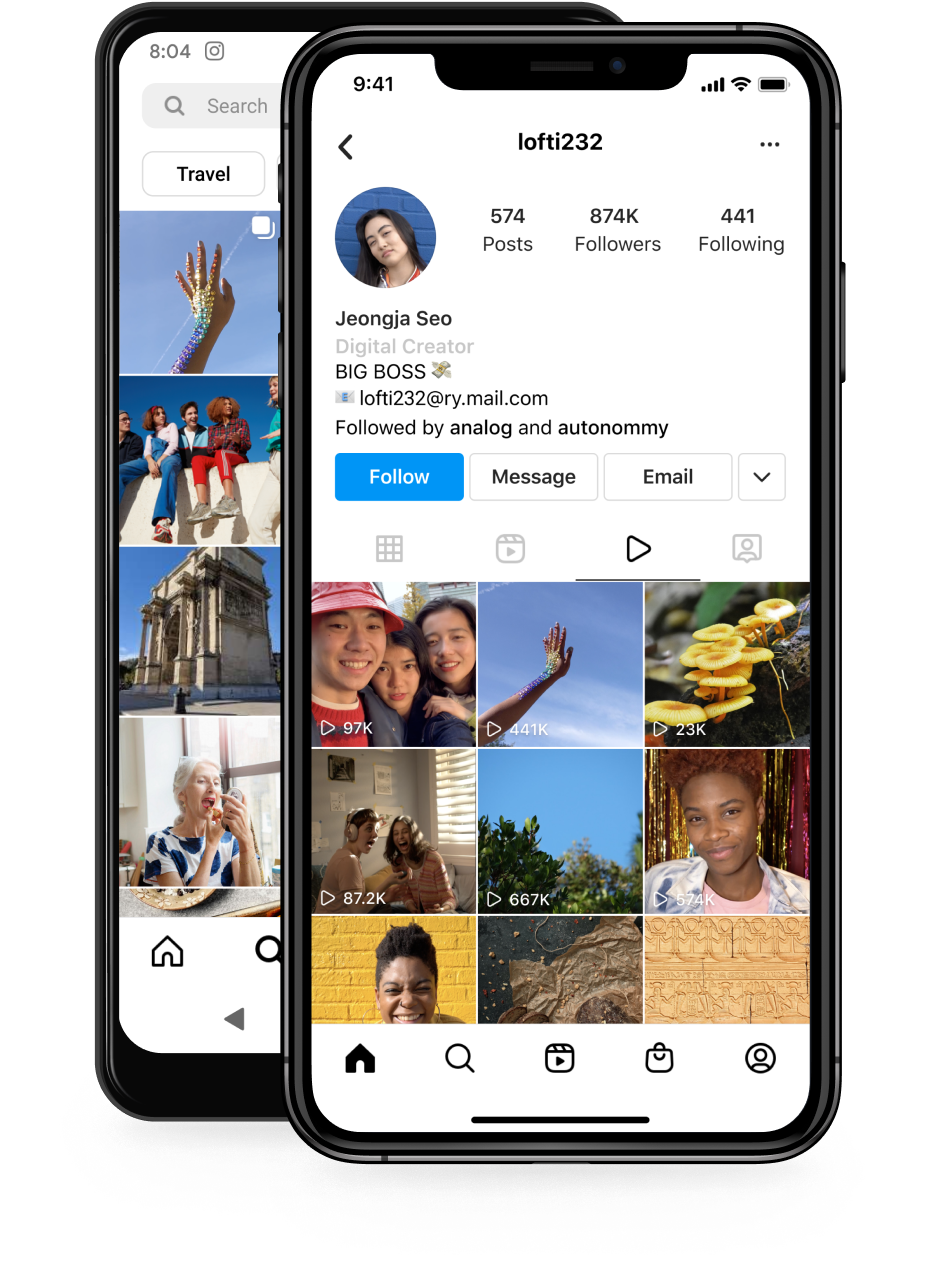 8:04
Search
Travel
9:41
lofti232
574 874K 441
Posts Followers Following
Jeongja Seo
Digital Creator
BIG BOSS 💸
📧 lofti232@ry.mail.com
Followed by analog and autonommy
Follow Message Email
97K 441K 23K
87.2K 667K 574K